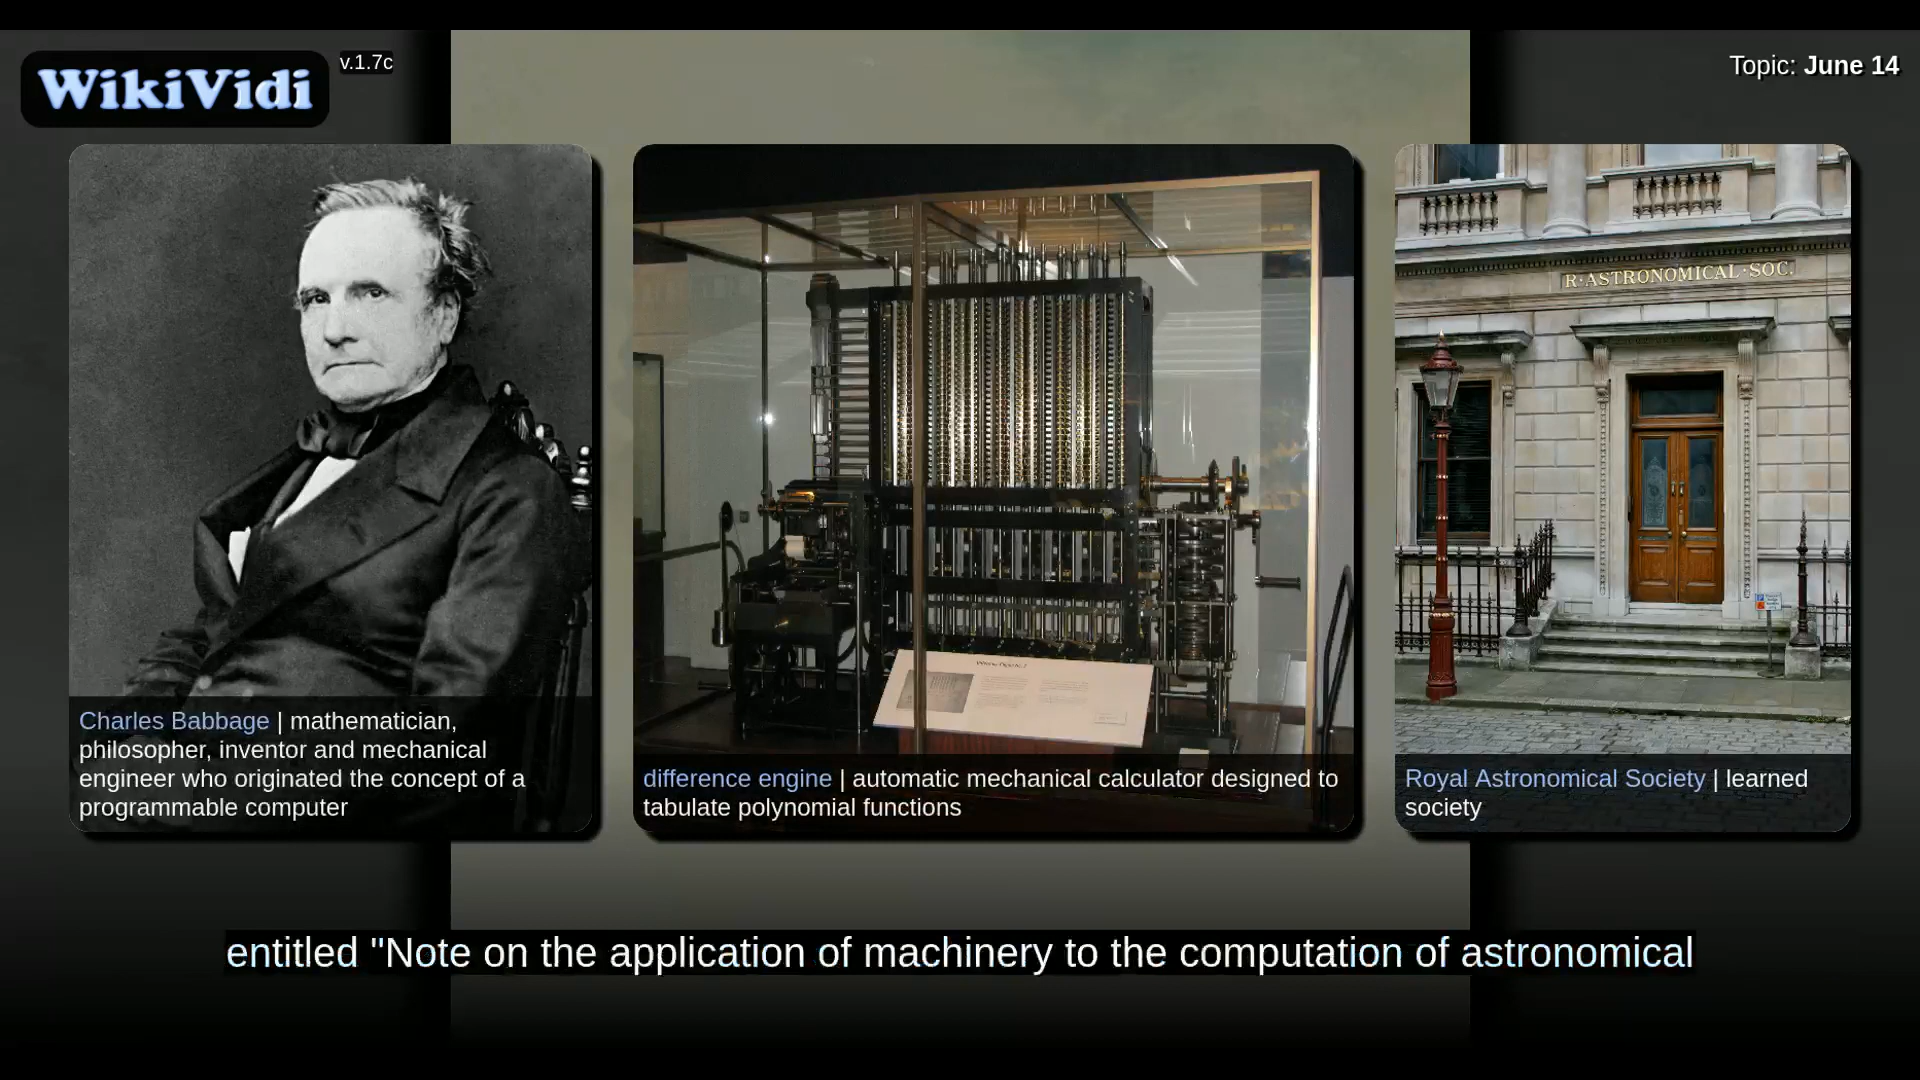 WikiVidi
v.1.7c
Topic: June 14
R·ASTRONOMICAL·SOC.
Charles Babbage | mathematician,
philosopher, inventor and mechanical
engineer who originated the concept of a
programmable computer
difference engine | automatic mechanical calculator designed to
tabulate polynomial functions
Royal Astronomical Society | learned
society
entitled "Note on the application of machinery to the computation of astronomical